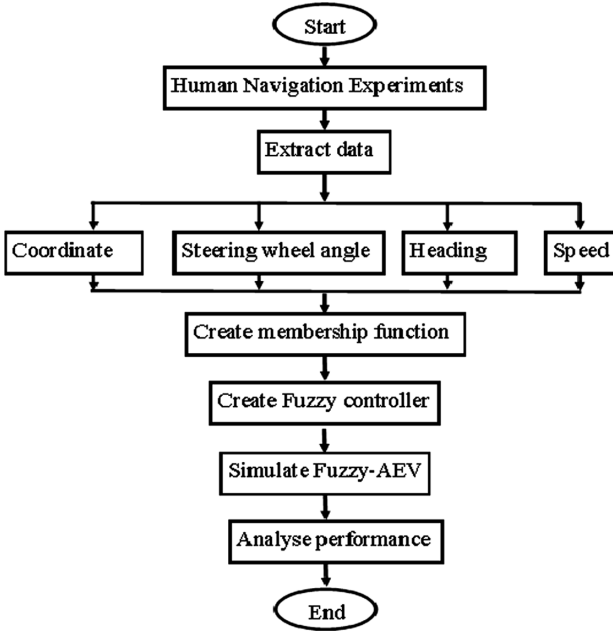 Start
Human Navigation Experiments
Extract data
Coordinate
Steering wheel angle
Heading
Speed
Create membership function
Create Fuzzy controller
Simulate Fuzzy-AEV
Analyse performance
End